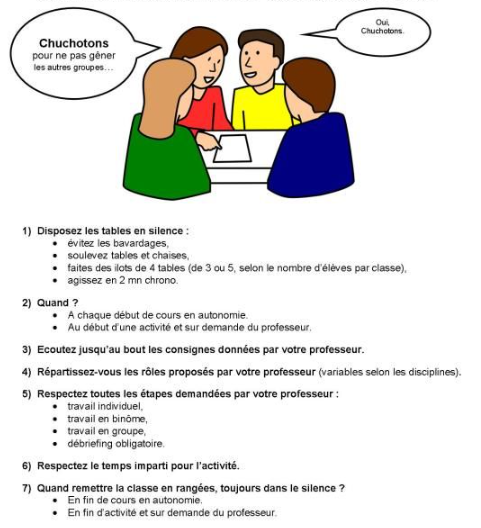 Chuchotons
pour ne pas gêner
les autres groupes…
Oui,
Chuchotons.
1) Disposez les tables en silence :
• évitez les bavardages,
• soulevez tables et chaises,
• faites des ilots de 4 tables (de 3 ou 5, selon le nombre d'élèves par classe),
• agissez en 2 mn chrono.
2) Quand ?
• A chaque début de cours en autonomie.
• Au début d'une activité et sur demande du professeur.
3) Ecoutez jusqu'au bout les consignes données par votre professeur.
4) Répartissez-vous les rôles proposés par votre professeur (variables selon les disciplines).
5) Respectez toutes les étapes demandées par votre professeur :
• travail individuel,
• travail en binôme,
• travail en groupe,
• débriefing obligatoire.
6) Respectez le temps imparti pour l'activité.
7) Quand remettre la classe en rangées, toujours dans le silence ?
• En fin de cours en autonomie.
• En fin d'activité et sur demande du professeur.